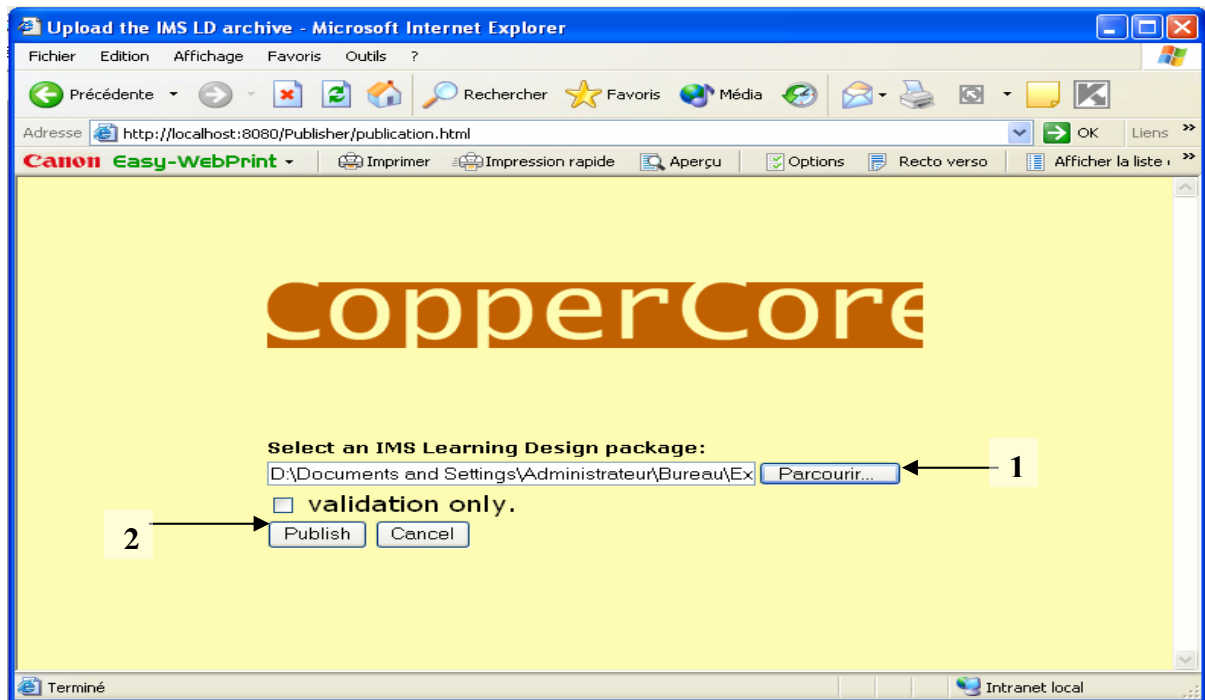 Upload the IMS LD archive - Microsoft Internet Explorer
Fichier Edition Affichage Favoris Outils ?
Précédente Rechercher Favoris Média
Adresse http://localhost:8080/Publisher/publication.html OK Liens »
Canon Easy-WebPrint Imprimer Impression rapide Aperçu Options Recto verso Afficher la liste »
CopperCore
Select an IMS Learning Design package:
D:\Documents and Settings\Administrateur\Bureau\Ex Parcourir... 1
validation only.
2 Publish Cancel
Terminé Intranet local